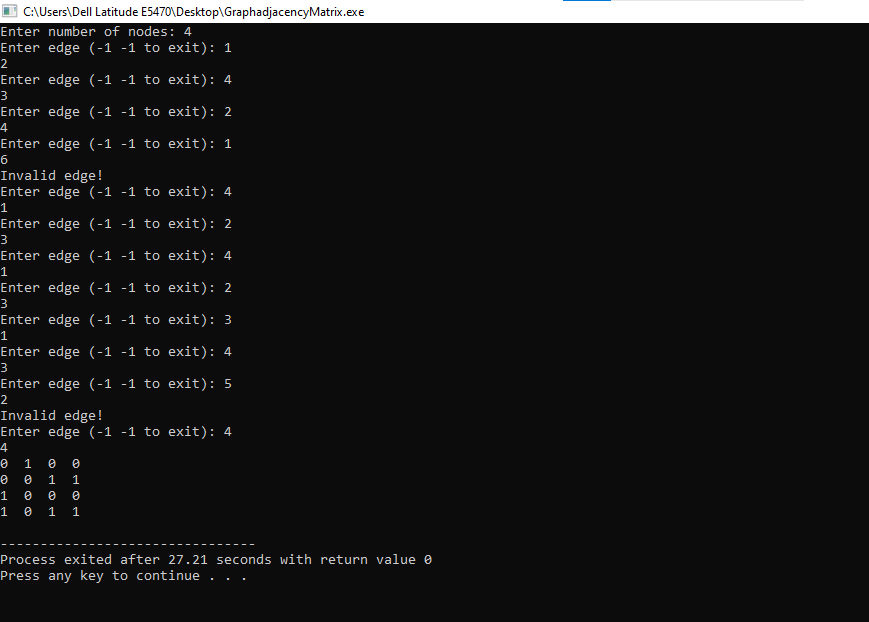 C:\Users\Dell Latitude E5470\Desktop\GraphadjacencyMatrix.exe
Enter number of nodes: 4
Enter edge (-1 -1 to exit): 1
2
Enter edge (-1 -1 to exit): 4
3
Enter edge (-1 -1 to exit): 2
4
Enter edge (-1 -1 to exit): 1
6
Invalid edge!
Enter edge (-1 -1 to exit): 4
1
Enter edge (-1 -1 to exit): 2
3
Enter edge (-1 -1 to exit): 4
1
Enter edge (-1 -1 to exit): 2
3
Enter edge (-1 -1 to exit): 3
1
Enter edge (-1 -1 to exit): 4
3
Enter edge (-1 -1 to exit): 5
2
Invalid edge!
Enter edge (-1 -1 to exit): 4
4
0  1  0  0
0  0  1  1
1  0  0  0
1  0  1  1

--------------------------------
Process exited after 27.21 seconds with return value 0
Press any key to continue . . .